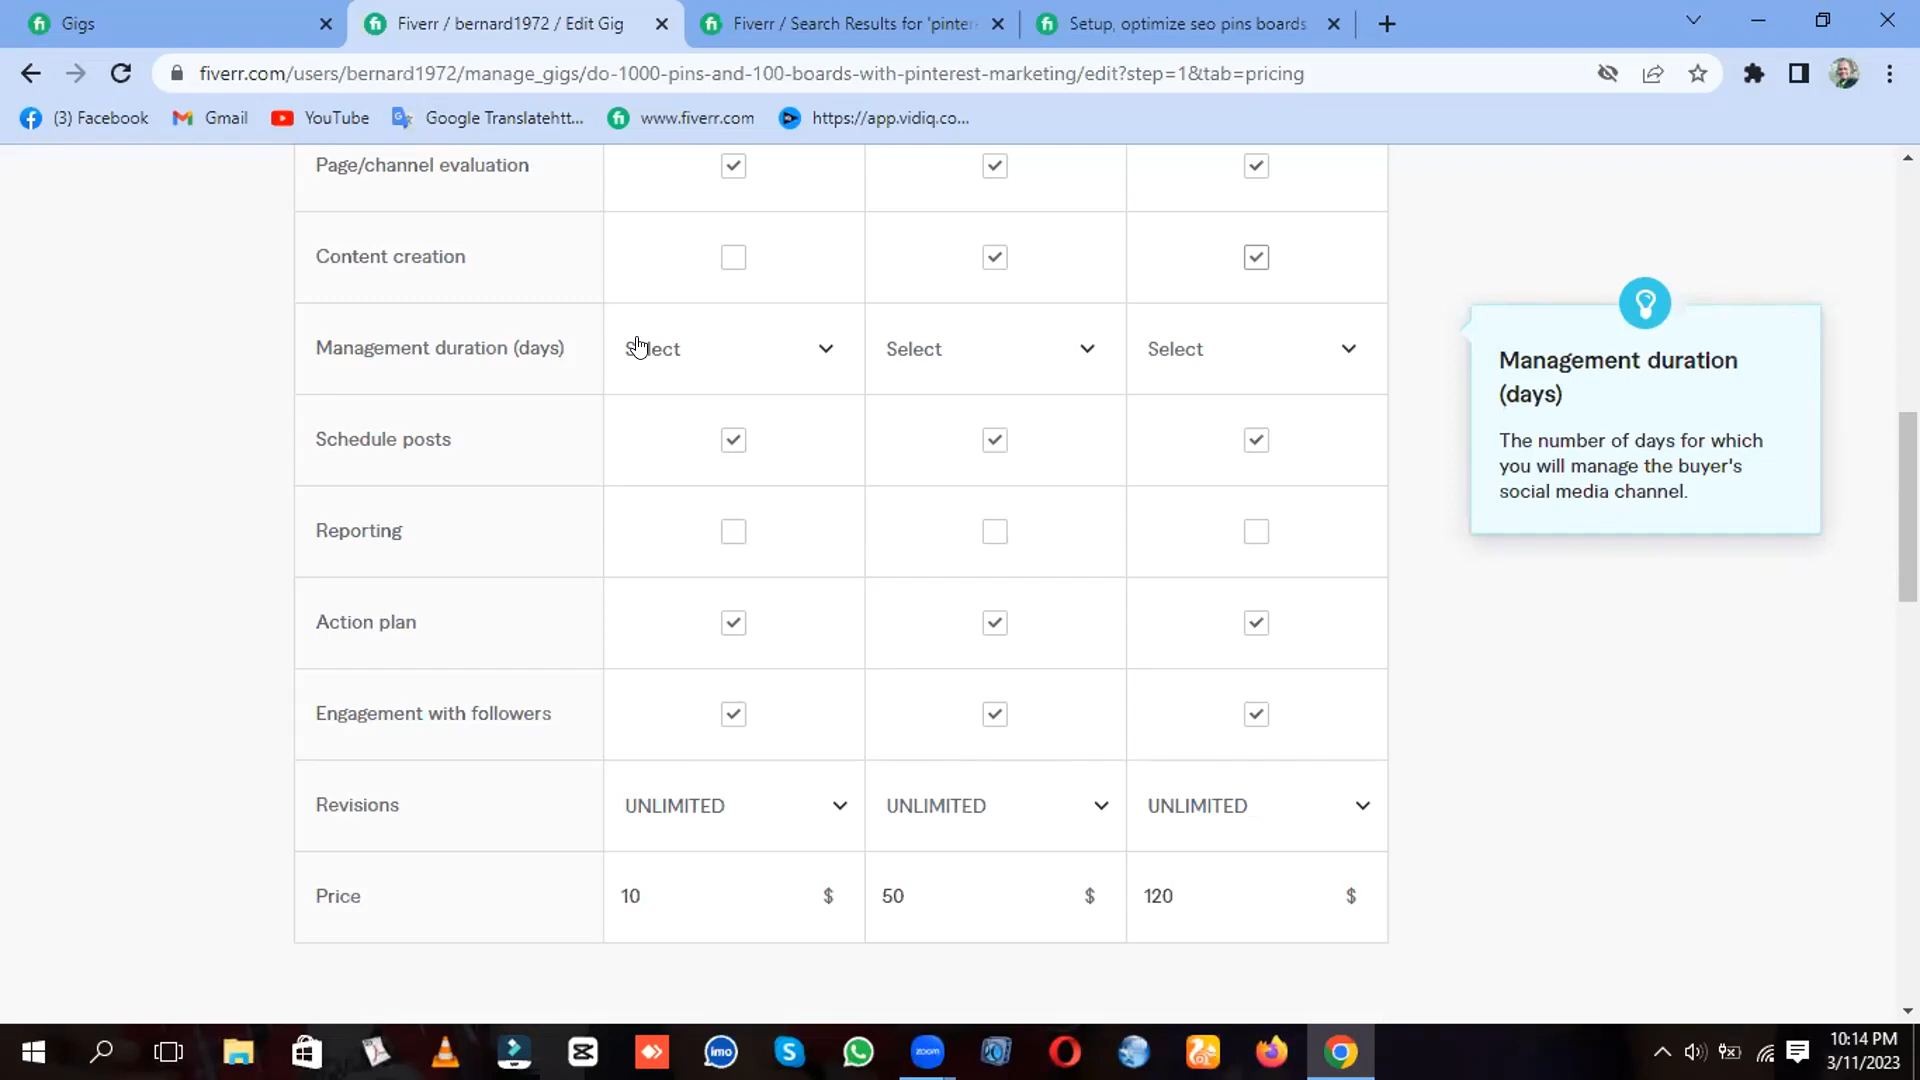 Gigs
Fiverr / bernard1972 / Edit Gig
Fiverr / Search Results for 'pinter
Setup, optimize seo pins boards
fiverr.com/users/bernard1972/manage_gigs/do-1000-pins-and-100-boards-with-pinterest-marketing/edit?step=1&tab=pricing
(3) Facebook
Gmail
YouTube
Google Translatehtt...
www.fiverr.com
https://app.vidiq.co...
Page/channel evaluation
Content creation
Management duration (days)
Select
Select
Select
Schedule posts
Reporting
Action plan
Engagement with followers
Revisions
UNLIMITED
UNLIMITED
UNLIMITED
Price
10 $
50 $
120 $
Management duration
(days)
The number of days for which
you will manage the buyer's
social media channel.
imo
zoom
10:14 PM
3/11/2023